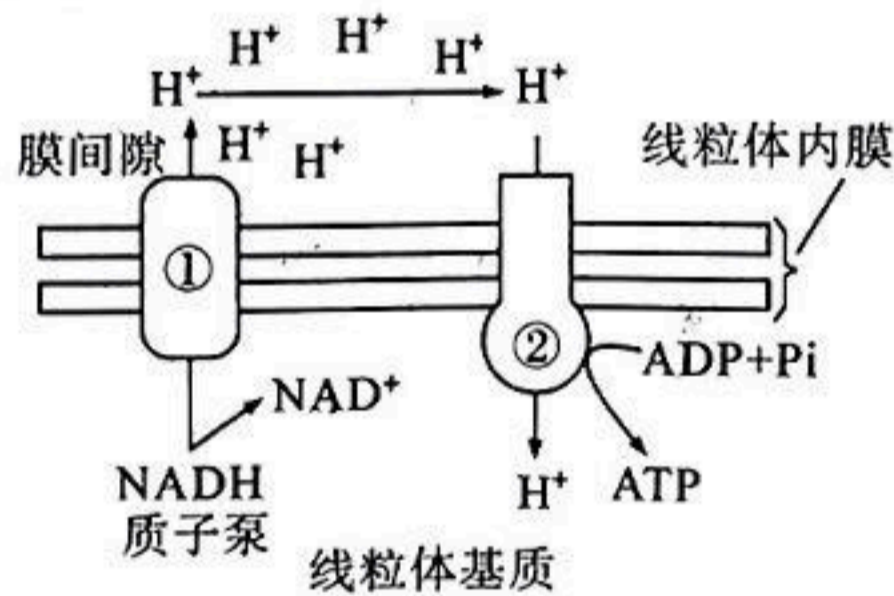 H⁺ H⁺ H⁺
H⁺ H⁺
膜间隙 H⁺ H⁺
线粒体内膜
①
②
ADP+Pi
NAD⁺
NADH
质子泵
H⁺ ATP
线粒体基质